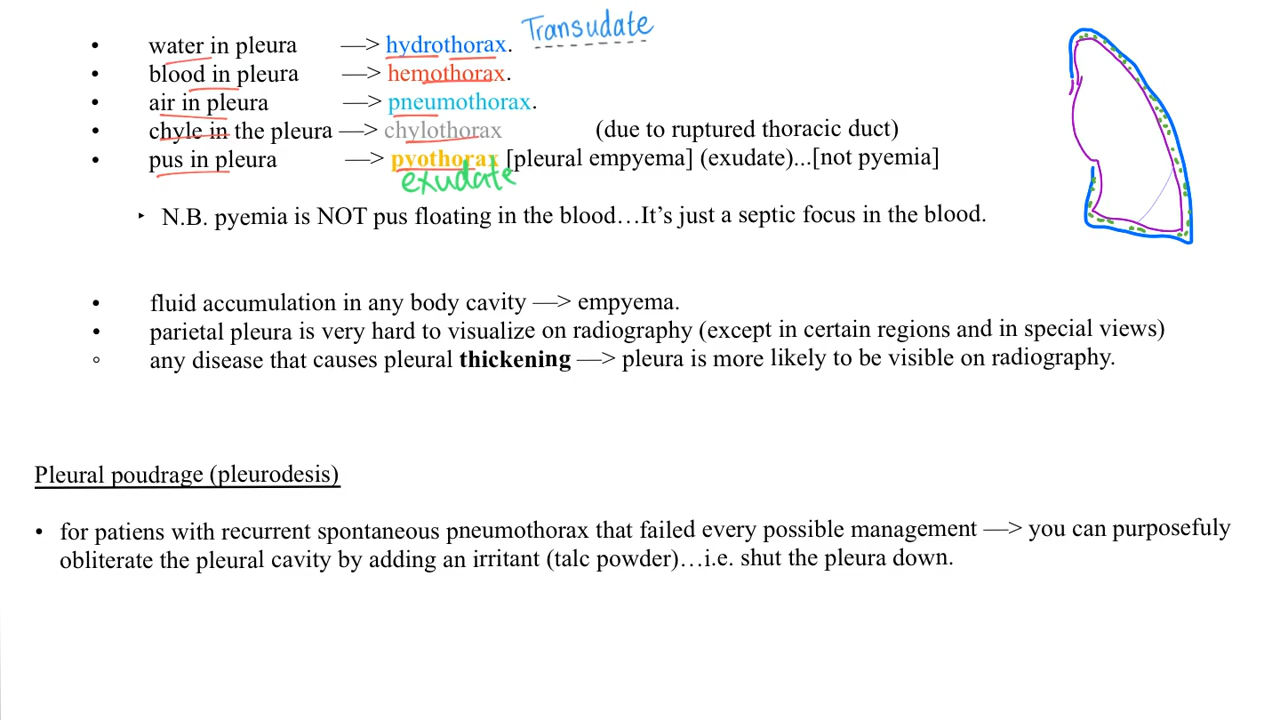 • water in pleura —> hydrothorax. Transudate
• blood in pleura —> hemothorax.
• air in pleura —> pneumothorax.
• chyle in the pleura —> chylothorax (due to ruptured thoracic duct)
• pus in pleura —> pyothorax [pleural empyema] (exudate)...[not pyemia]
exudate
‣ N.B. pyemia is NOT pus floating in the blood…It’s just a septic focus in the blood.
• fluid accumulation in any body cavity —> empyema.
• parietal pleura is very hard to visualize on radiography (except in certain regions and in special views)
◦ any disease that causes pleural thickening —> pleura is more likely to be visible on radiography.
Pleural poudrage (pleurodesis)
• for patiens with recurrent spontaneous pneumothorax that failed every possible management —> you can purposefuly
obliterate the pleural cavity by adding an irritant (talc powder)…i.e. shut the pleura down.